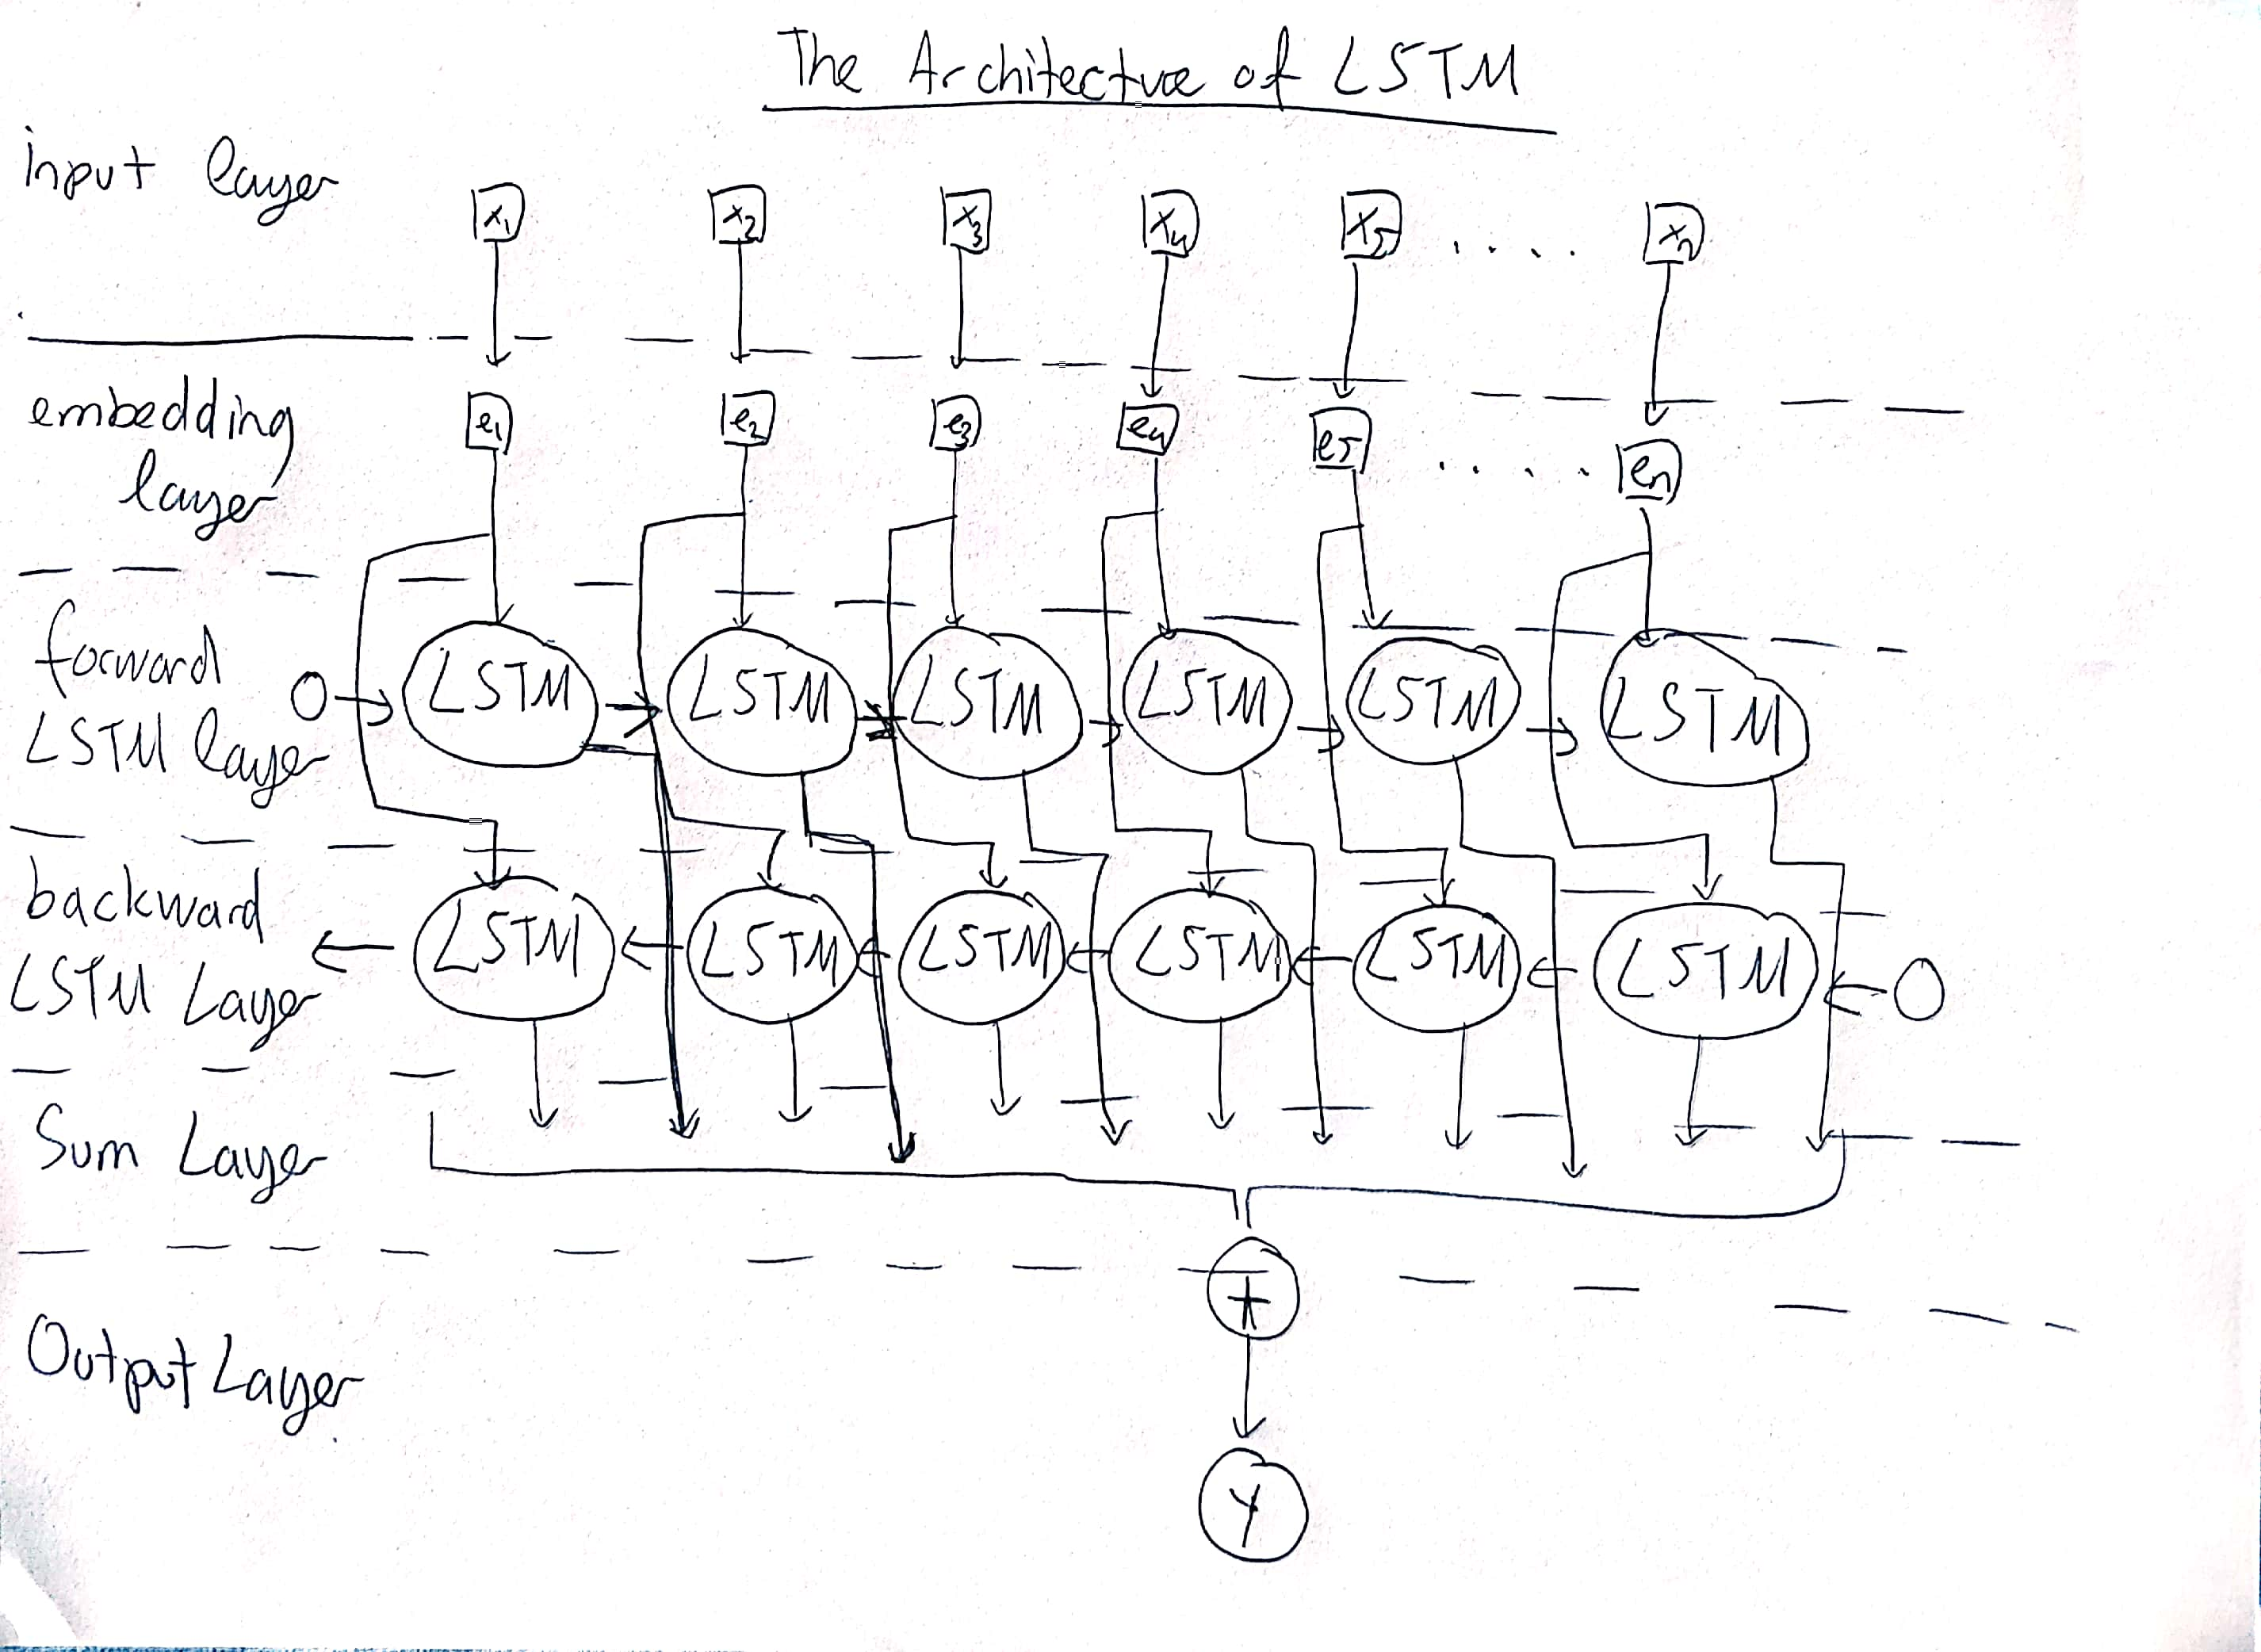 The Architecture of LSTM
input layer
x1 x2 x3 x4 x5 .... xn
embedding
layer
e1 e2 e3 e4 e5 .... en
forward
LSTM layer
0 LSTM LSTM LSTM LSTM LSTM LSTM
backward
LSTM Layer
LSTM LSTM LSTM LSTM LSTM LSTM 0
Sum Layer
+
Output Layer
y